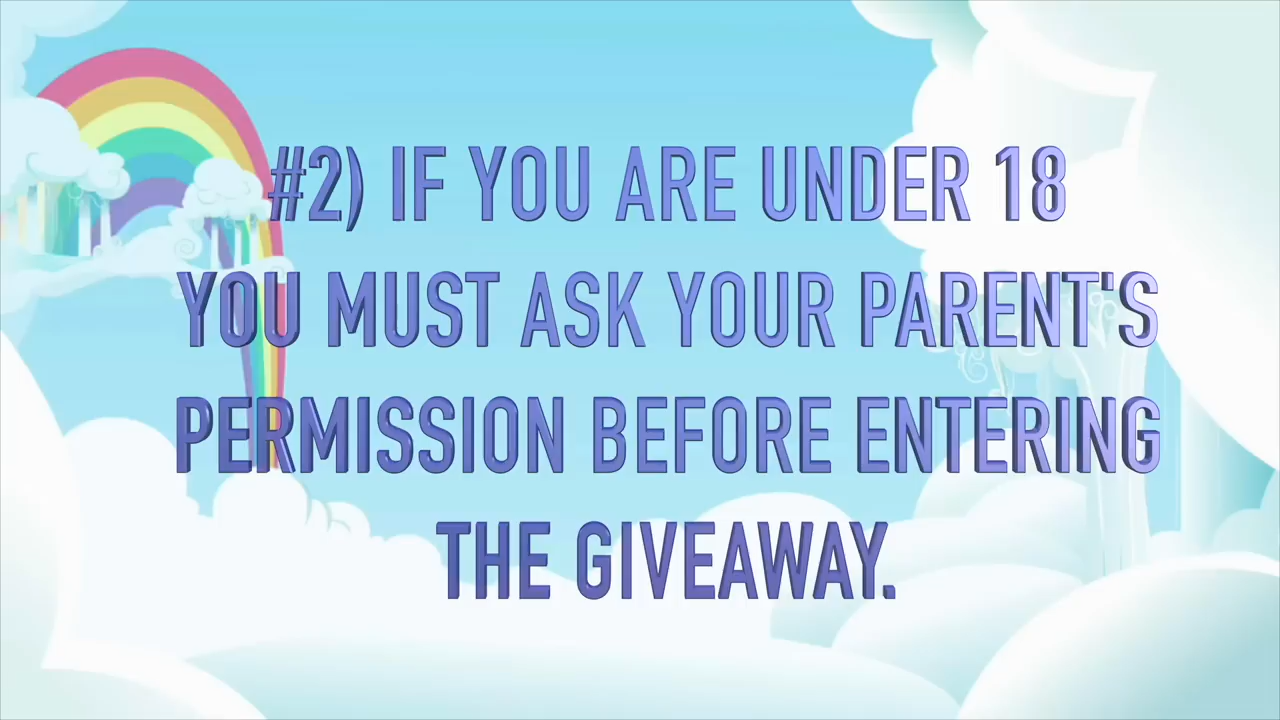 #2) IF YOU ARE UNDER 18
YOU MUST ASK YOUR PARENT'S
PERMISSION BEFORE ENTERING
THE GIVEAWAY.